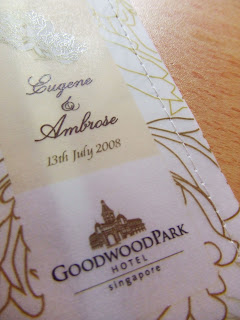 Eugene
&
Ambrose
13th July 2008
GOODWOODPARK
HOTEL
singapore